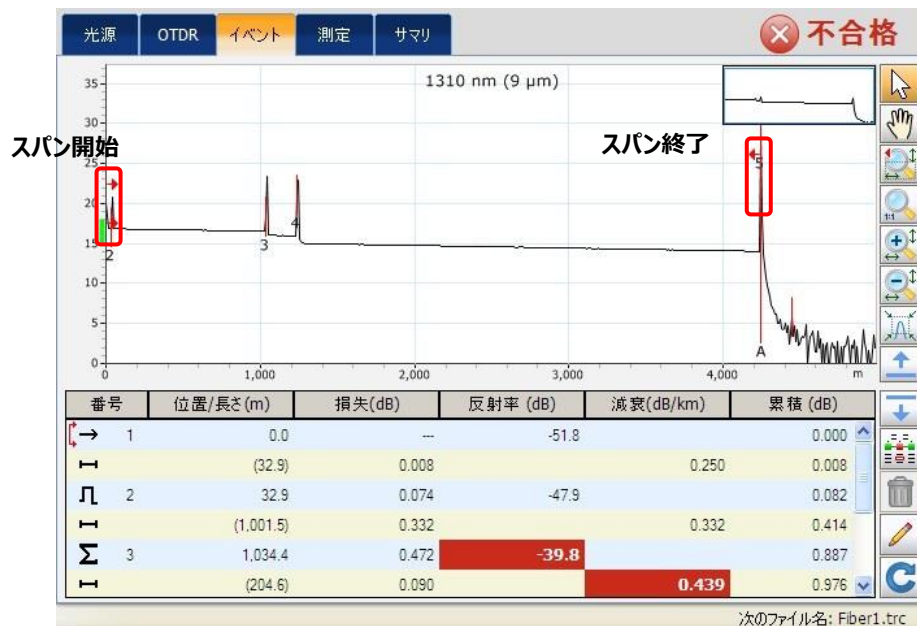 光源 OTDR イベント 測定 サマリ 不合格
1310 nm (9 µm)
スパン開始
スパン終了
35
30
25
20
15
10
5
0
2
3
4
5
A
0 1,000 2,000 3,000 4,000 m
1:1
番号 位置/長さ(m) 損失(dB) 反射率 (dB) 減衰(dB/km) 累積 (dB)
1 0.0 --- -51.8 0.000
(32.9) 0.008 0.250 0.008
2 32.9 0.074 -47.9 0.082
(1,001.5) 0.332 0.332 0.414
Σ 3 1,034.4 0.472 -39.8 0.887
(204.6) 0.090 0.439 0.976
次のファイル名: Fiber1.trc